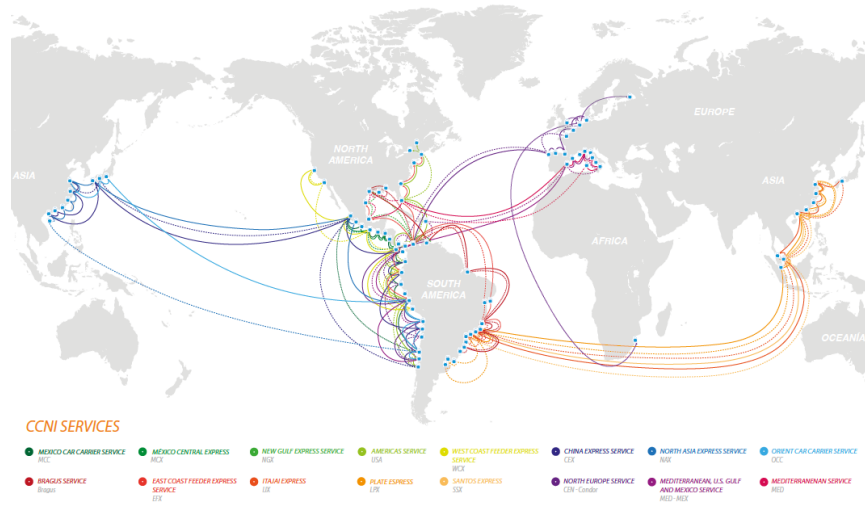 NORTH
AMERICA
EUROPE
ASIA
ASIA
AFRICA
SOUTH
AMERICA
OCEANÍA
CCNI SERVICES
MEXICO CAR CARRIER SERVICE
MCC
MÉXICO CENTRAL EXPRESS
MCX
NEW GULF EXPRESS SERVICE
NGX
AMERICAS SERVICE
USA
WEST COAST FEEDER EXPRESS
SERVICE
WCX
CHINA EXPRESS SERVICE
CEX
NORTH ASIA EXPRESS SERVICE
NAX
ORIENT CAR CARRIER SERVICE
OCC
BRAGUS SERVICE
Bragus
EAST COAST FEEDER EXPRESS
SERVICE
EFX
ITAJAI EXPRESS
IJX
PLATE ESPRESS
LPX
SANTOS EXPRESS
SSX
NORTH EUROPE SERVICE
CEN - Condor
MEDITERRANEAN, U.S. GULF
AND MEXICO SERVICE
MED - MEX
MEDITERRANENAN SERVICE
MED